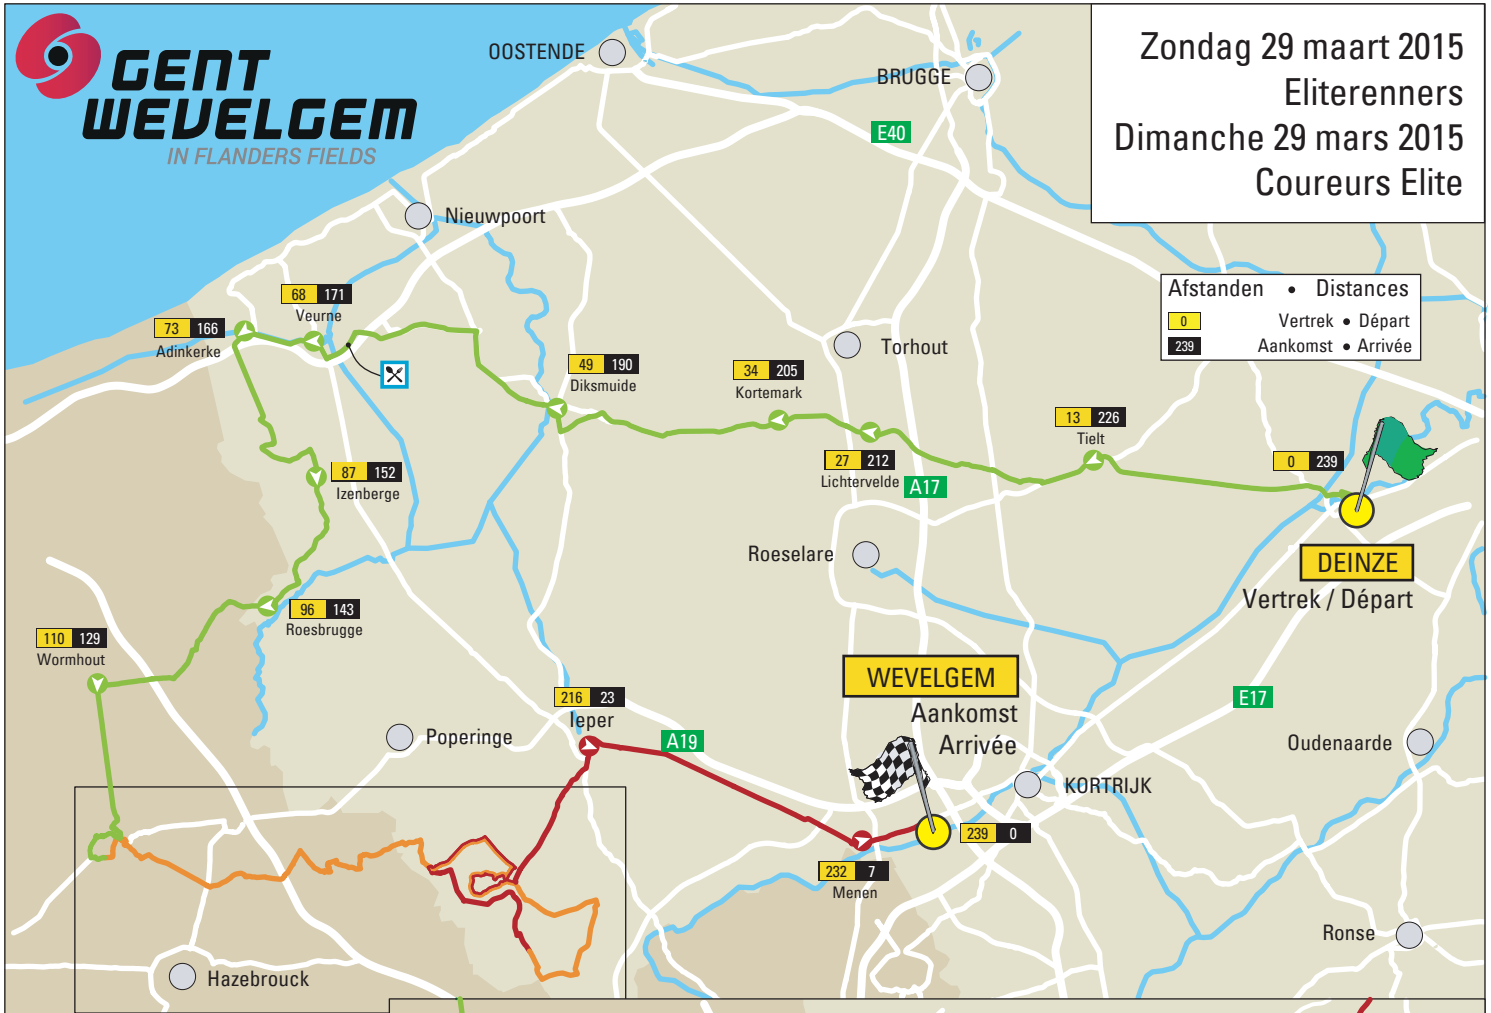 GENT
WEVELGEM
IN FLANDERS FIELDS
Zondag 29 maart 2015
Eliterenners
Dimanche 29 mars 2015
Coureurs Elite
Afstanden • Distances
0 Vertrek • Départ
239 Aankomst • Arrivée
OOSTENDE
BRUGGE
E40
Nieuwpoort
68 171
Veurne
73 166
Adinkerke
49 190
Diksmuide
34 205
Kortemark
Torhout
13 226
Tielt
27 212
Lichtervelde
A17
0 239
87 152
Izenberge
Roeselare
DEINZE
Vertrek / Départ
96 143
Roesbrugge
110 129
Wormhout
216 23
Ieper
A19
Poperinge
WEVELGEM
Aankomst
Arrivée
E17
Oudenaarde
KORTRIJK
239 0
232 7
Menen
Ronse
Hazebrouck